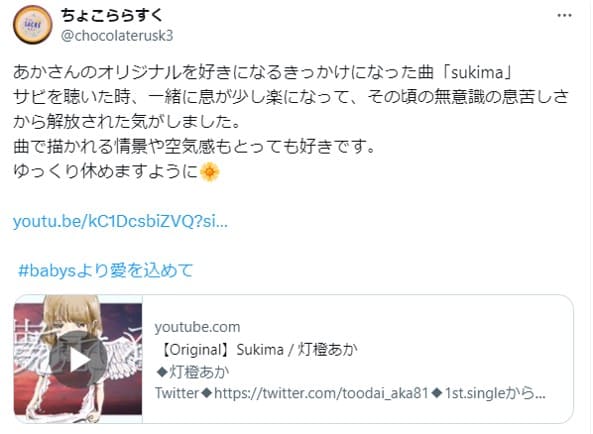 ちょこららすく
@chocolaterusk3
あかさんのオリジナルを好きになるきっかけになった曲「sukima」
サビを聴いた時、一緒に息が少し楽になって、その頃の無意識の息苦しさ
から解放された気がしました。
曲で描かれる情景や空気感もとっても好きです。
ゆっくり休めますように🌼
youtu.be/kC1DcsbiZVQ?si...
#babysより愛を込めて
youtube.com
【Original】Sukima / 灯橙あか
◆灯橙あか
Twitter◆https://twitter.com/toodai_aka81◆1st.singleから...